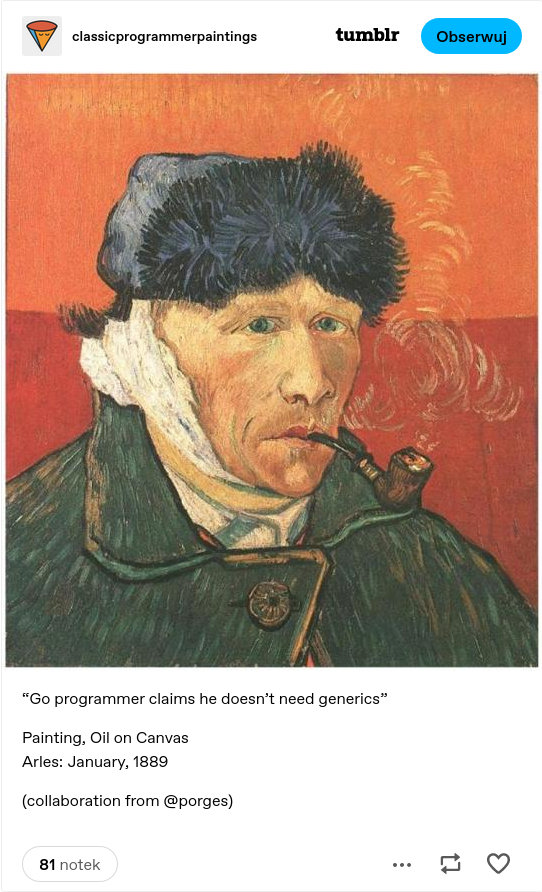 classicprogrammerpaintings
tumblr
Obserwuj
“Go programmer claims he doesn’t need generics”
Painting, Oil on Canvas
Arles: January, 1889
(collaboration from @porges)
81 notek